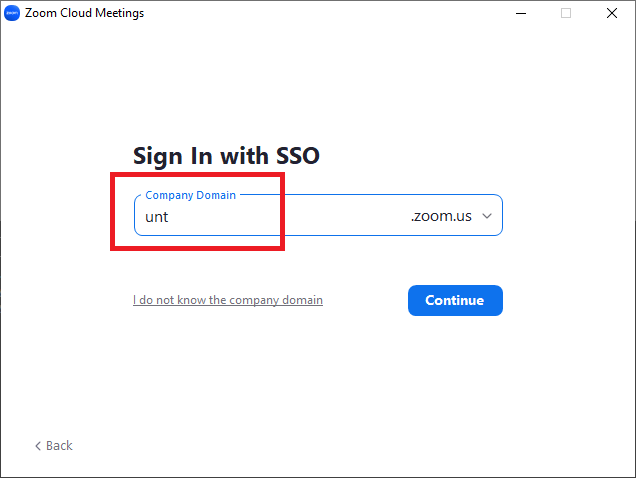 zoom
Zoom Cloud Meetings
Sign In with SSO
Company Domain
unt .zoom.us
I do not know the company domain
Continue
Back